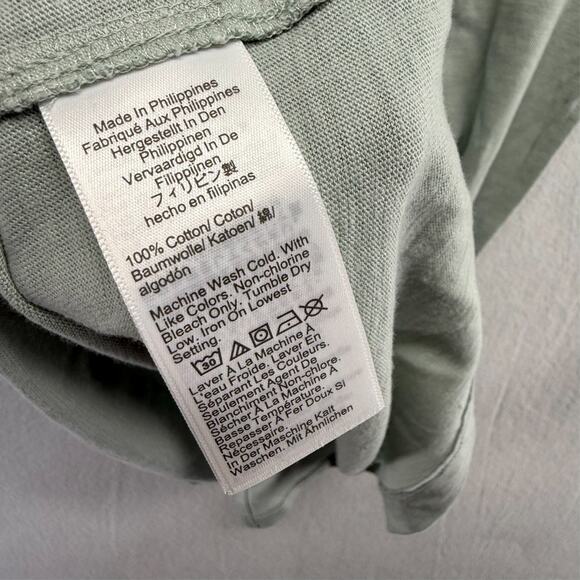 Made In Philippines
Fabriqué Aux Philippines
Hergestellt In Den
Philippinen
Vervaardigd In De
Filippijnen
フィリピン製
hecho en filipinas
100% Cotton/ Coton/
Baumwolle/ Katoen/ 綿/
algodón
Machine Wash Cold. With
Like Colors. Non-chlorine
Bleach Only. Tumble Dry
Low. Iron On Lowest
Setting.
30
Laver À La Machine À
L'eau Froide. Laver En
Séparant Les Couleurs.
Seulement Agent De
Blanchiment Non-chlore.
Sécher À La Machine À
Basse Température.
Repasser À Fer Doux Si
Nécessaire.
In Der Maschine Kalt
Waschen. Mit Ähnlichen